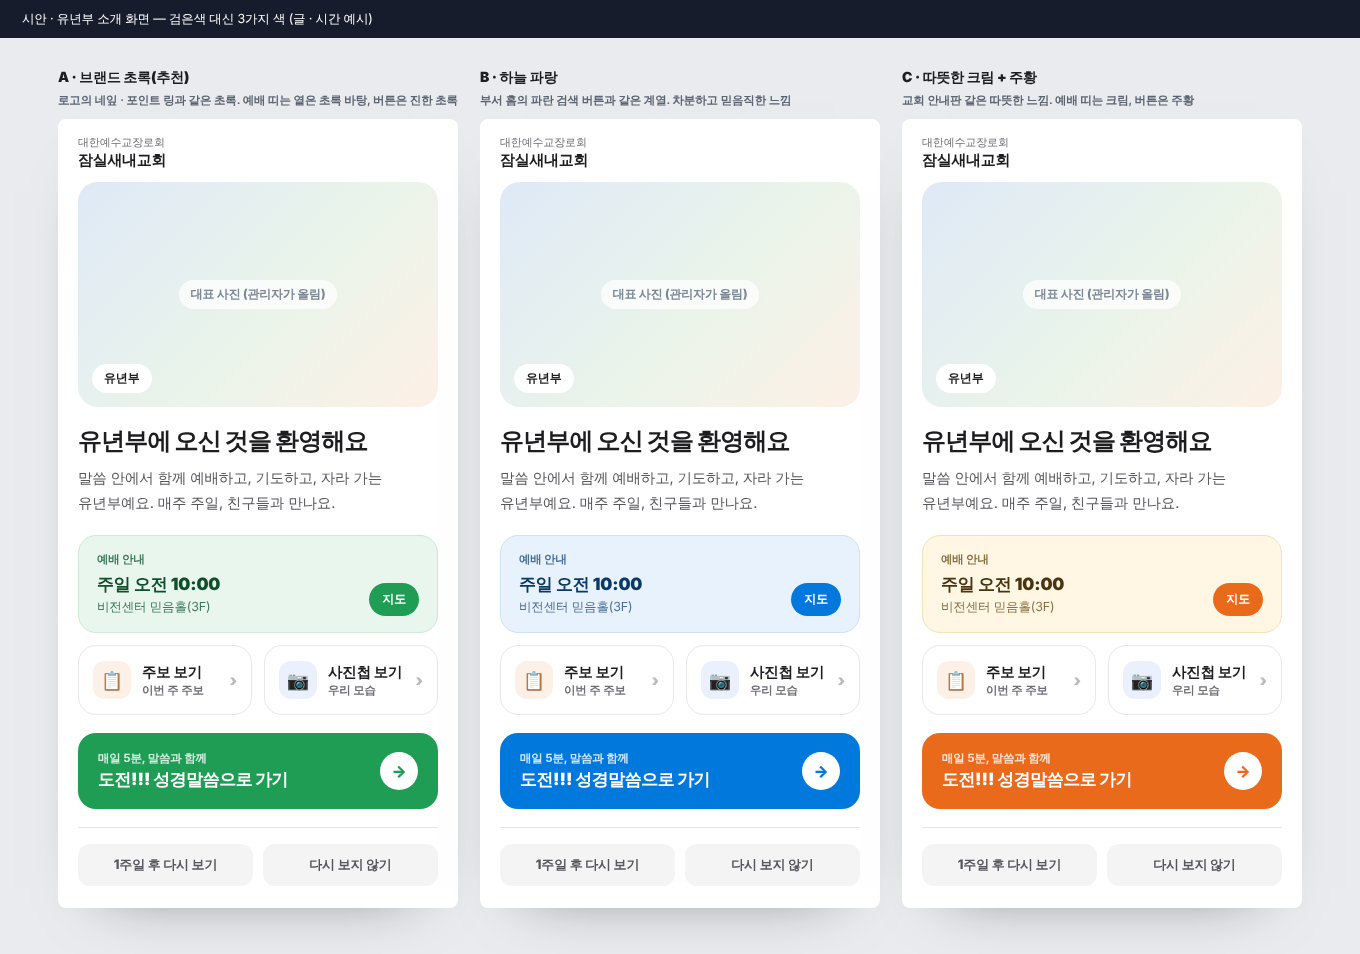 시안 · 유년부 소개 화면 — 검은색 대신 3가지 색 (글 · 시간 예시)
A · 브랜드 초록(추천)
로고의 네잎 · 포인트 링과 같은 초록. 예배 띠는 옅은 초록 바탕, 버튼은 진한 초록
대한예수교장로회
잠실새내교회
대표 사진 (관리자가 올림)
유년부
유년부에 오신 것을 환영해요
말씀 안에서 함께 예배하고, 기도하고, 자라 가는
유년부예요. 매주 주일, 친구들과 만나요.
예배 안내
주일 오전 10:00
비전센터 믿음홀(3F)
지도
주보 보기
이번 주 주보
›
사진첩 보기
우리 모습
›
매일 5분, 말씀과 함께
도전!!! 성경말씀으로 가기
→
1주일 후 다시 보기
다시 보지 않기
B · 하늘 파랑
부서 홈의 파란 검색 버튼과 같은 계열. 차분하고 믿음직한 느낌
대한예수교장로회
잠실새내교회
대표 사진 (관리자가 올림)
유년부
유년부에 오신 것을 환영해요
말씀 안에서 함께 예배하고, 기도하고, 자라 가는
유년부예요. 매주 주일, 친구들과 만나요.
예배 안내
주일 오전 10:00
비전센터 믿음홀(3F)
지도
주보 보기
이번 주 주보
›
사진첩 보기
우리 모습
›
매일 5분, 말씀과 함께
도전!!! 성경말씀으로 가기
→
1주일 후 다시 보기
다시 보지 않기
C · 따뜻한 크림 + 주황
교회 안내판 같은 따뜻한 느낌. 예배 띠는 크림, 버튼은 주황
대한예수교장로회
잠실새내교회
대표 사진 (관리자가 올림)
유년부
유년부에 오신 것을 환영해요
말씀 안에서 함께 예배하고, 기도하고, 자라 가는
유년부예요. 매주 주일, 친구들과 만나요.
예배 안내
주일 오전 10:00
비전센터 믿음홀(3F)
지도
주보 보기
이번 주 주보
›
사진첩 보기
우리 모습
›
매일 5분, 말씀과 함께
도전!!! 성경말씀으로 가기
→
1주일 후 다시 보기
다시 보지 않기